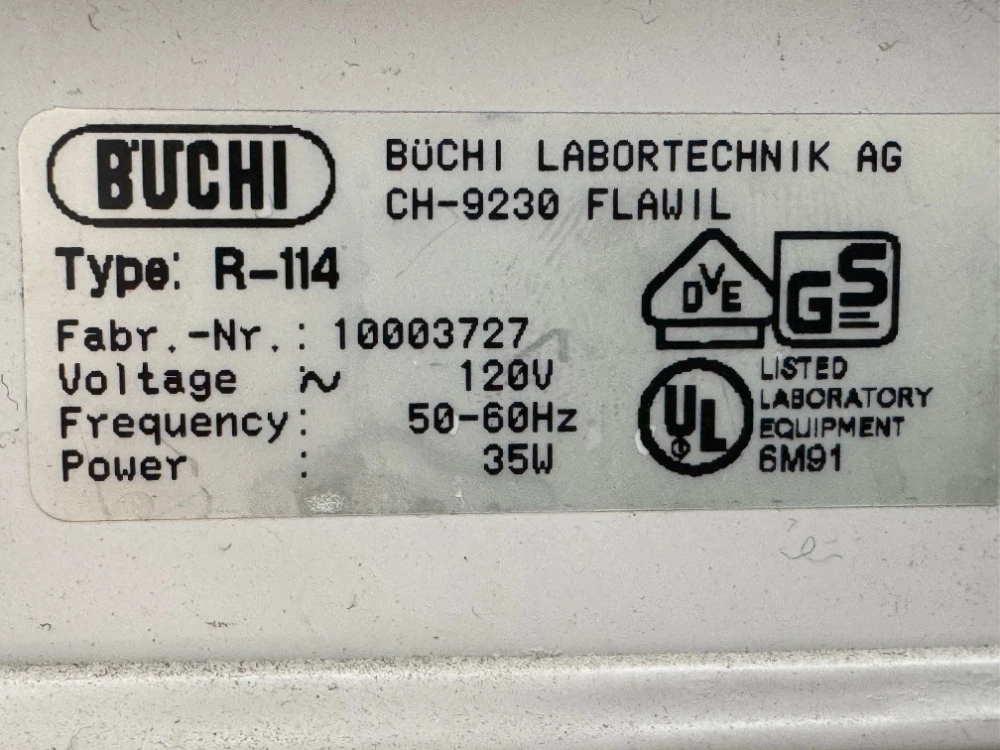 BÜCHI
BÜCHI LABORTECHNIK AG
CH-9230 FLAWIL
Type: R-114
Fabr.-Nr.: 10003727
Voltage ~ 120V
Frequency: 50-60Hz
Power : 35W
DVE
GS
UL
LISTED
LABORATORY
EQUIPMENT
6M91